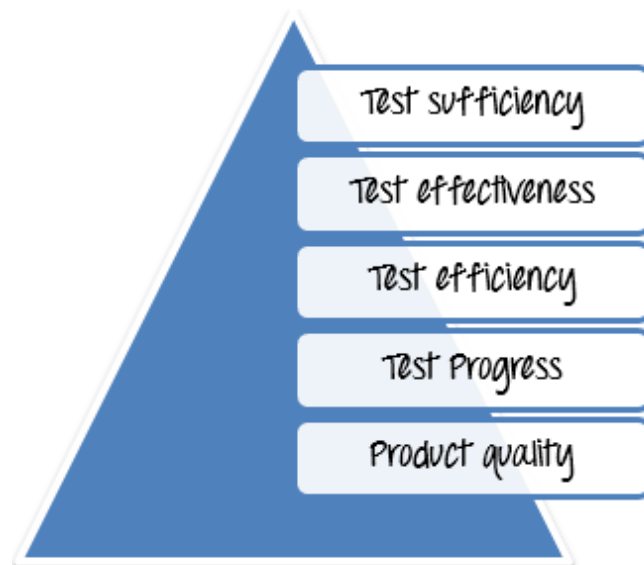 Test sufficiency
Test effectiveness
Test efficiency
Test Progress
Product quality